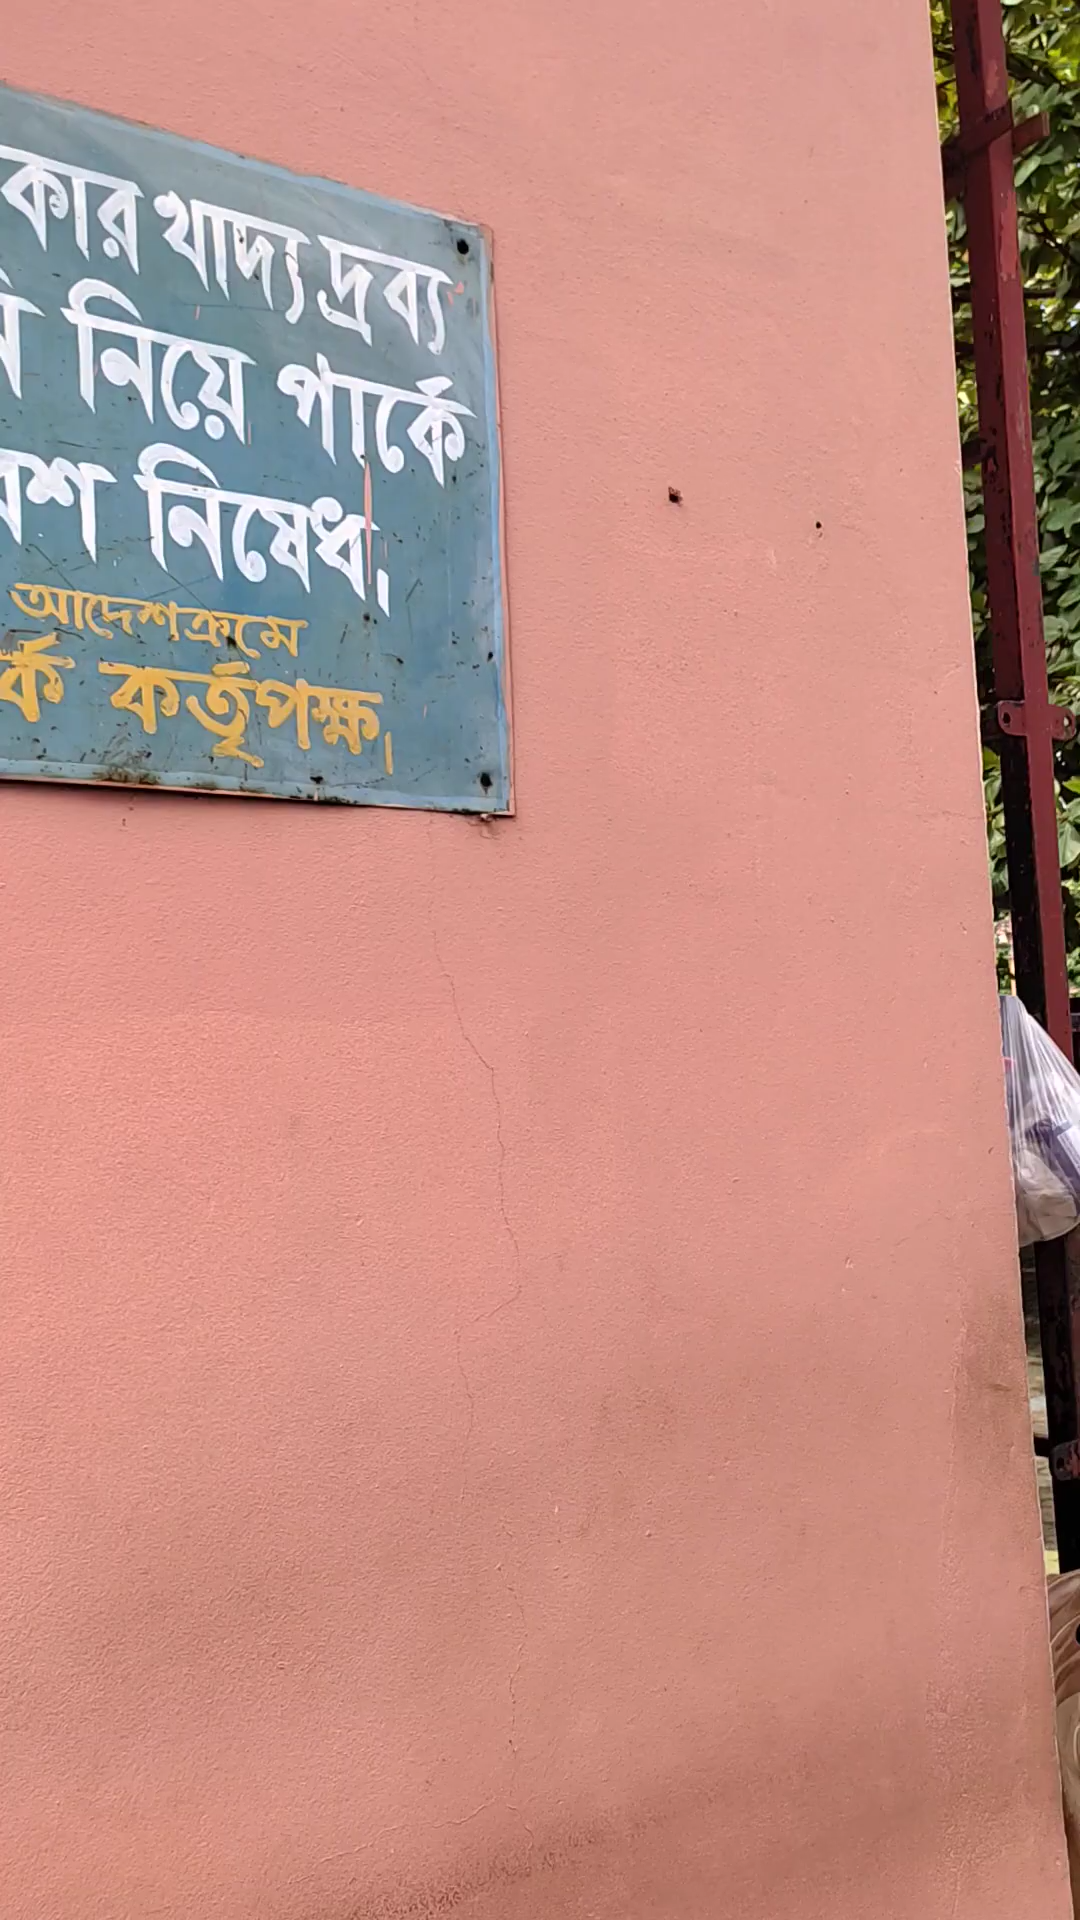 কার খাদ্য দ্রব্য
নিয়ে পার্কে
নিষেধ।
আদেশক্রমে
র্ক কর্তৃপক্ষ।